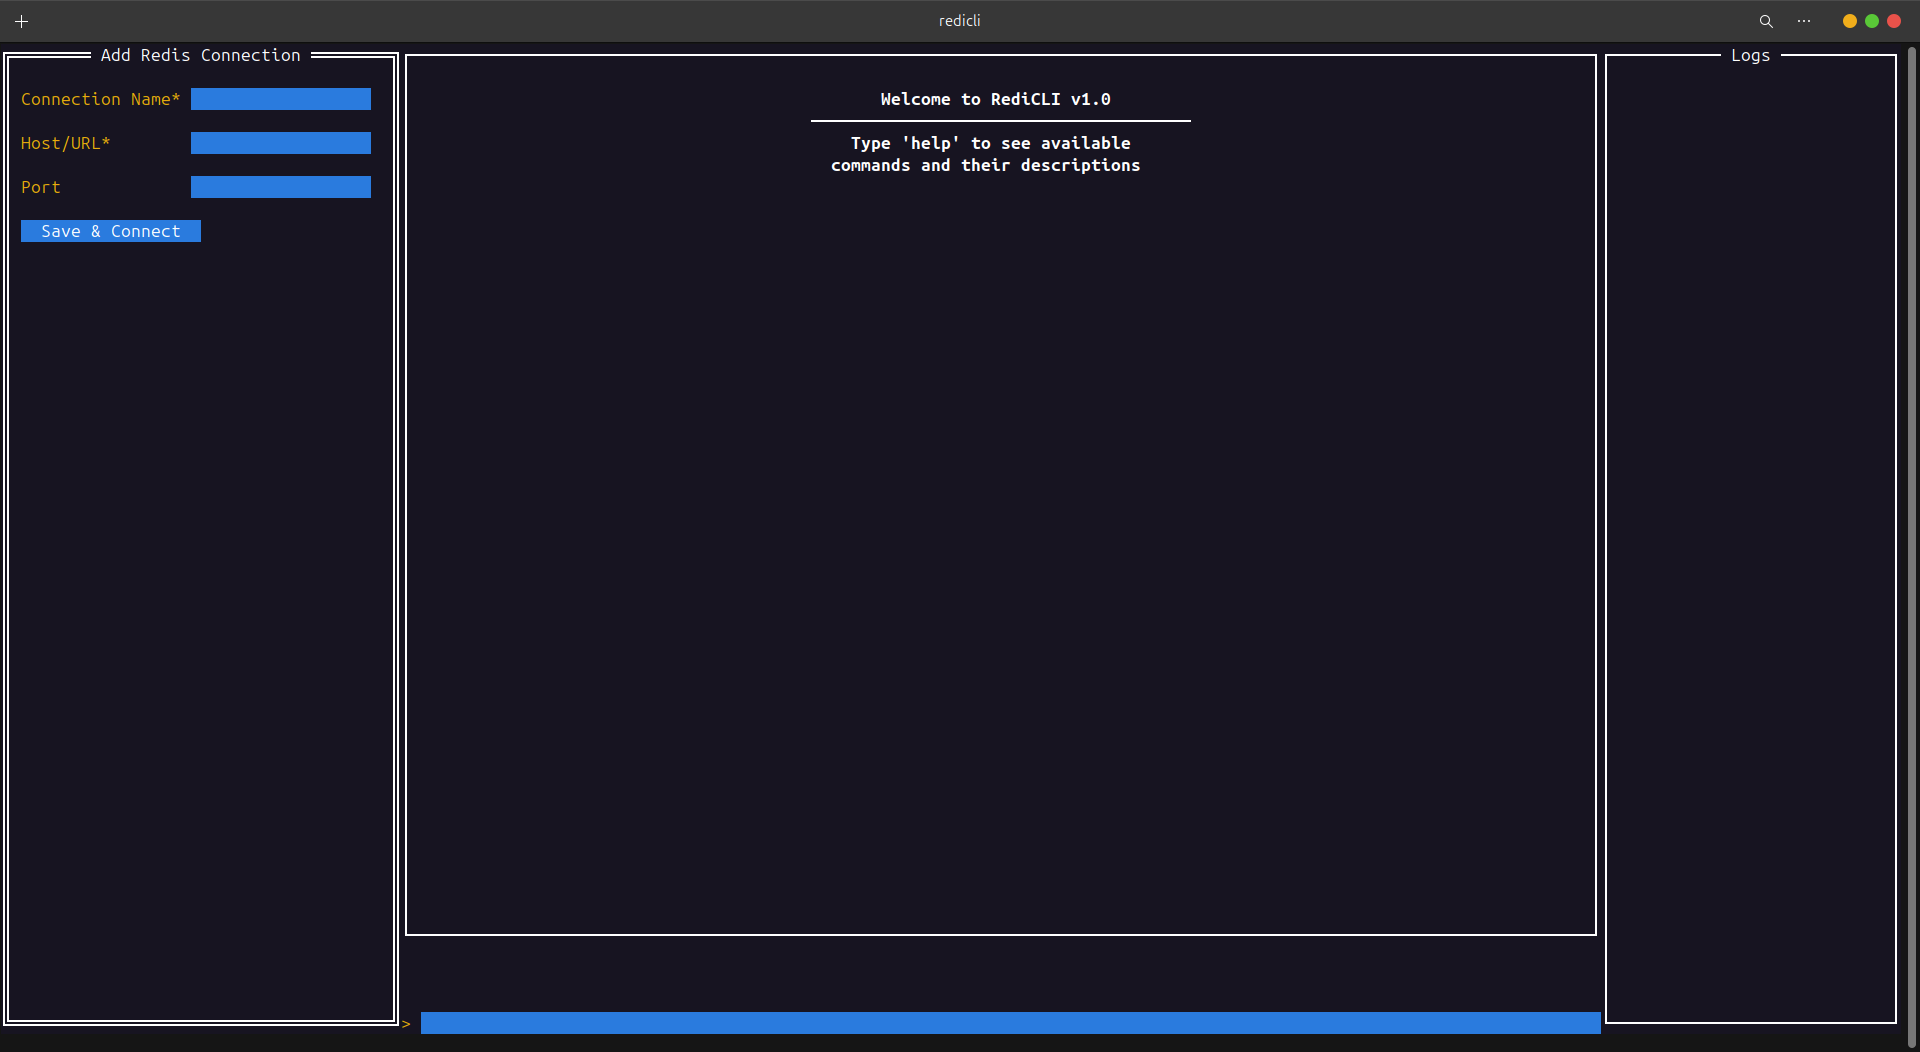 redicli
Add Redis Connection
Connection Name*
Host/URL*
Port
Save & Connect
Welcome to RediCLI v1.0
Type 'help' to see available
commands and their descriptions
>
Logs